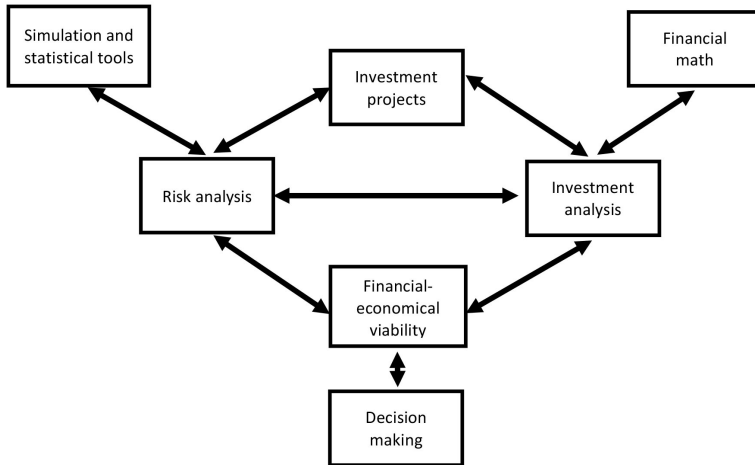 Simulation and
statistical tools
Financial
math
Investment
projects
Risk analysis
Investment
analysis
Financial-
economical
viability
Decision
making